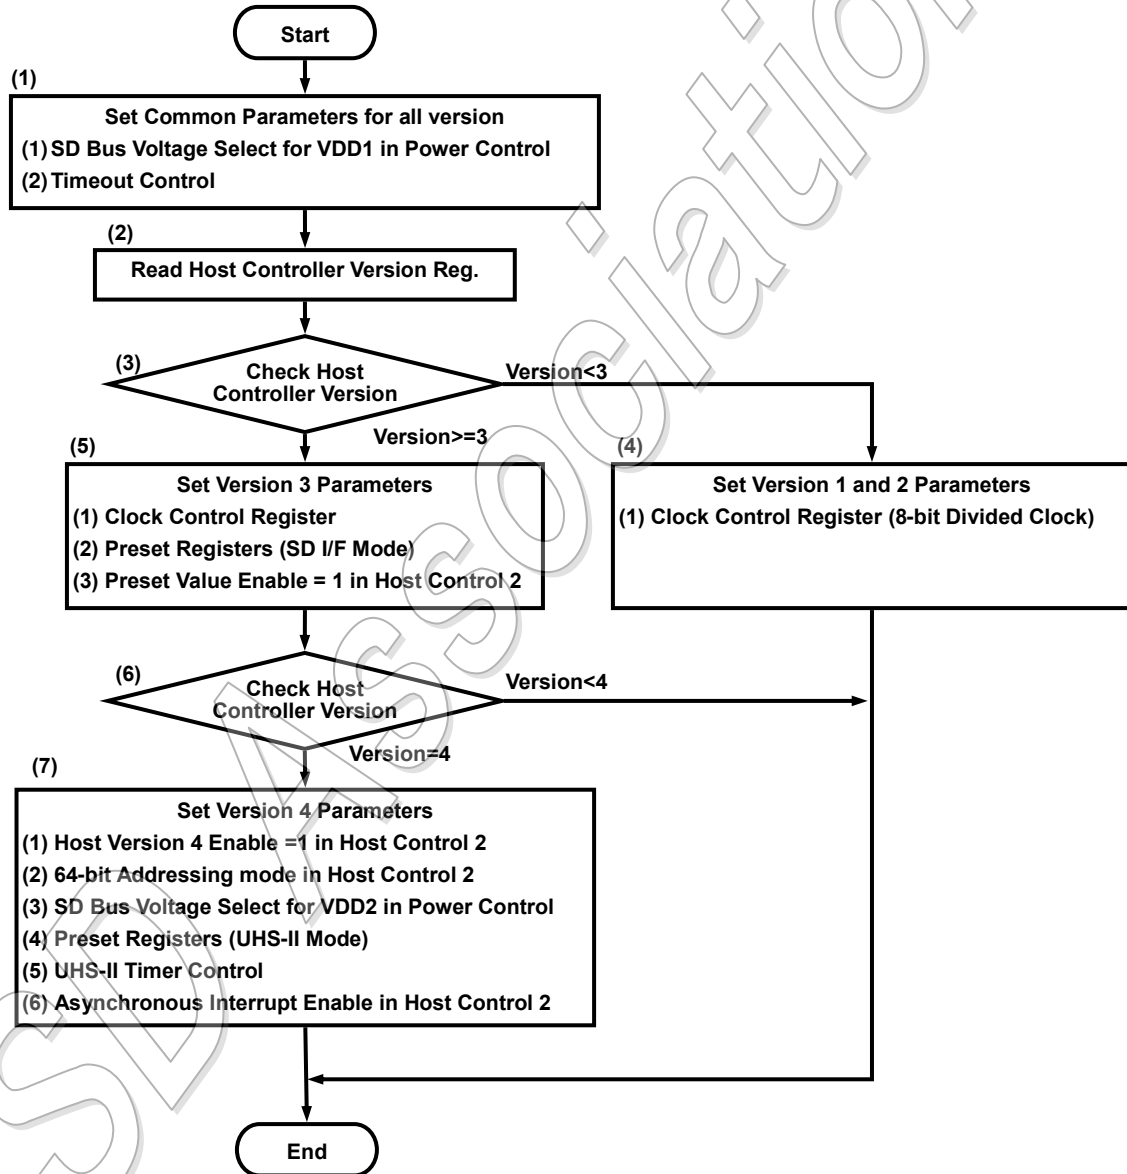 Start
(1)
Set Common Parameters for all version
(1) SD Bus Voltage Select for VDD1 in Power Control
(2) Timeout Control
(2)
Read Host Controller Version Reg.
(3)
Check Host
Controller Version
Version<3
Version>=3
(5)
Set Version 3 Parameters
(1) Clock Control Register
(2) Preset Registers (SD I/F Mode)
(3) Preset Value Enable = 1 in Host Control 2
(4)
Set Version 1 and 2 Parameters
(1) Clock Control Register (8-bit Divided Clock)
(6)
Check Host
Controller Version
Version<4
Version=4
(7)
Set Version 4 Parameters
(1) Host Version 4 Enable =1 in Host Control 2
(2) 64-bit Addressing mode in Host Control 2
(3) SD Bus Voltage Select for VDD2 in Power Control
(4) Preset Registers (UHS-II Mode)
(5) UHS-II Timer Control
(6) Asynchronous Interrupt Enable in Host Control 2
End
SD Association